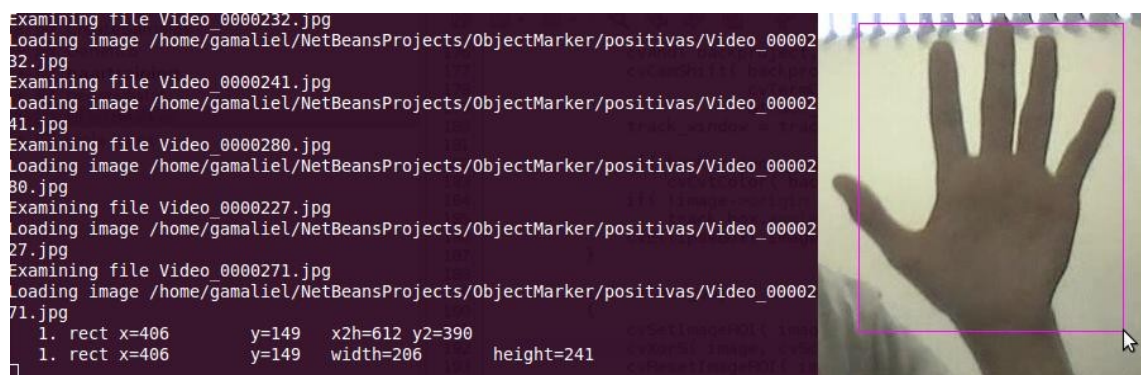 Examining file Video_0000232.jpg
Loading image /home/gamaliel/NetBeansProjects/ObjectMarker/positivas/Video_00002
32.jpg
Examining file Video_0000241.jpg
Loading image /home/gamaliel/NetBeansProjects/ObjectMarker/positivas/Video_00002
41.jpg
Examining file Video_0000280.jpg
Loading image /home/gamaliel/NetBeansProjects/ObjectMarker/positivas/Video_00002
80.jpg
Examining file Video_0000227.jpg
Loading image /home/gamaliel/NetBeansProjects/ObjectMarker/positivas/Video_00002
27.jpg
Examining file Video_0000271.jpg
Loading image /home/gamaliel/NetBeansProjects/ObjectMarker/positivas/Video_00002
71.jpg
1. rect x=406 y=149 x2h=612 y2=390
1. rect x=406 y=149 width=206 height=241